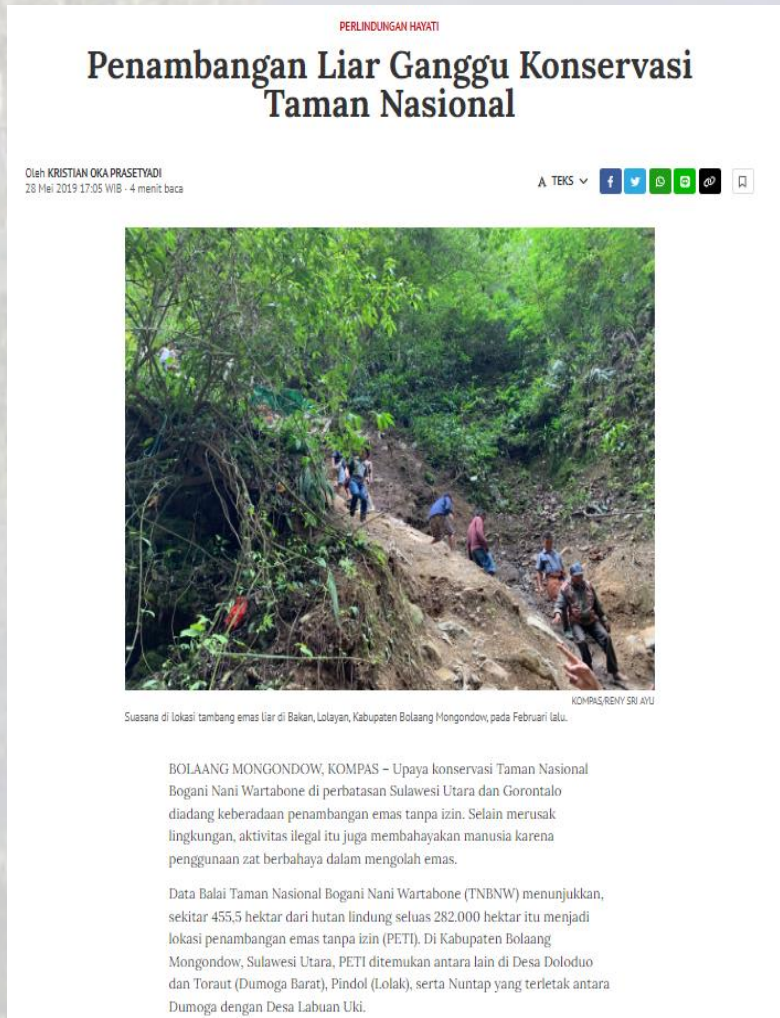 PERLINDUNGAN HAYATI
Penambangan Liar Ganggu Konservasi
Taman Nasional
Oleh KRISTIAN OKA PRASETYADI
28 Mei 2019 17:05 WIB · 4 menit baca
A TEKS
KOMPAS/RENY SRI AYU
Suasana di lokasi tambang emas liar di Bakan, Lolayan, Kabupaten Bolaang Mongondow, pada Februari lalu.
BOLAANG MONGONDOW, KOMPAS – Upaya konservasi Taman Nasional
Bogani Nani Wartabone di perbatasan Sulawesi Utara dan Gorontalo
diadang keberadaan penambangan emas tanpa izin. Selain merusak
lingkungan, aktivitas ilegal itu juga membahayakan manusia karena
penggunaan zat berbahaya dalam mengolah emas.
Data Balai Taman Nasional Bogani Nani Wartabone (TNBNW) menunjukkan,
sekitar 455,5 hektar dari hutan lindung seluas 282.000 hektar itu menjadi
lokasi penambangan emas tanpa izin (PETI). Di Kabupaten Bolaang
Mongondow, Sulawesi Utara, PETI ditemukan antara lain di Desa Doloduo
dan Toraut (Dumoga Barat), Pindol (Lolak), serta Nuntap yang terletak antara
Dumoga dengan Desa Labuan Uki.